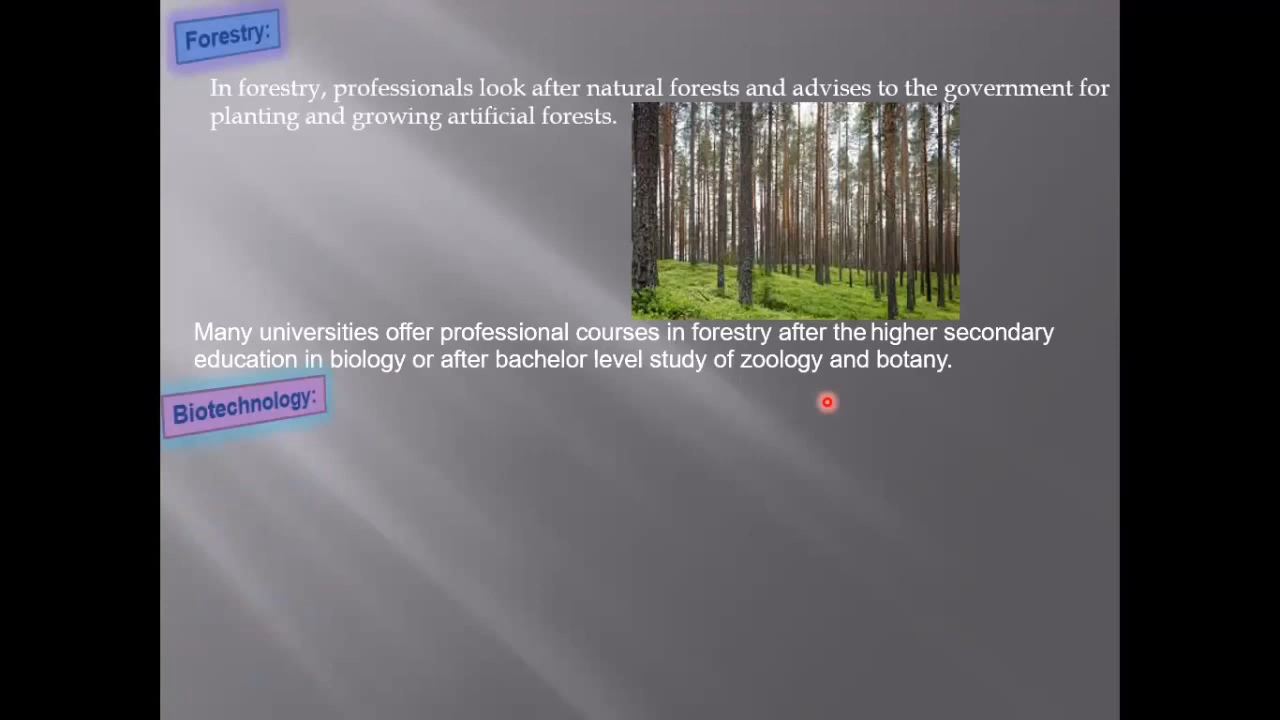 Forestry:
In forestry, professionals look after natural forests and advises to the government for
planting and growing artificial forests.
Many universities offer professional courses in forestry after the higher secondary
education in biology or after bachelor level study of zoology and botany.
Biotechnology: